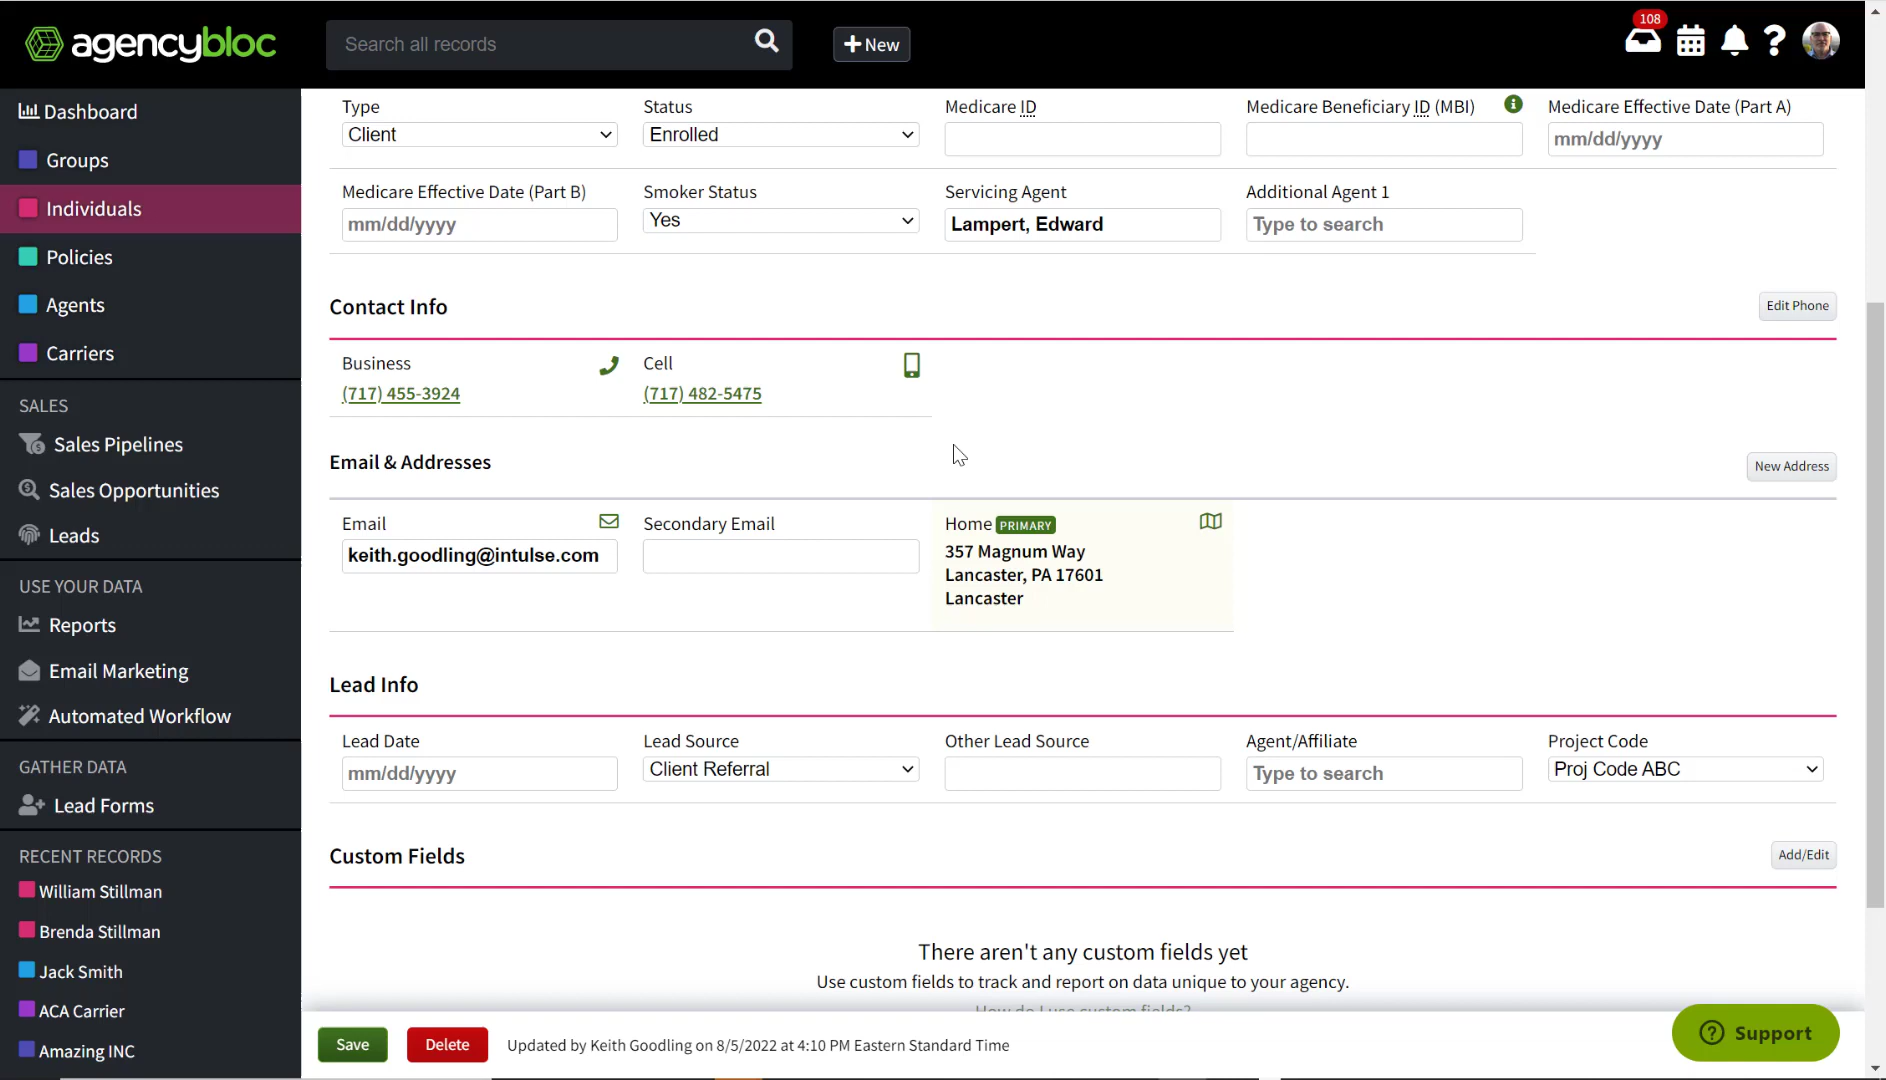 agencybloc
Search all records
New
108
Dashboard
Groups
Individuals
Policies
Agents
Carriers
SALES
Sales Pipelines
Sales Opportunities
Leads
USE YOUR DATA
Reports
Email Marketing
Automated Workflow
GATHER DATA
Lead Forms
RECENT RECORDS
William Stillman
Brenda Stillman
Jack Smith
ACA Carrier
Amazing INC
Type
Client
Status
Enrolled
Medicare ID
Medicare Beneficiary ID (MBI)
Medicare Effective Date (Part A)
mm/dd/yyyy
Medicare Effective Date (Part B)
mm/dd/yyyy
Smoker Status
Yes
Servicing Agent
Lampert, Edward
Additional Agent 1
Type to search
Contact Info
Edit Phone
Business
(717) 455-3924
Cell
(717) 482-5475
Email & Addresses
New Address
Email
keith.goodling@intulse.com
Secondary Email
Home PRIMARY
357 Magnum Way
Lancaster, PA 17601
Lancaster
Lead Info
Lead Date
mm/dd/yyyy
Lead Source
Client Referral
Other Lead Source
Agent/Affiliate
Type to search
Project Code
Proj Code ABC
Custom Fields
Add/Edit
There aren't any custom fields yet
Use custom fields to track and report on data unique to your agency.
How do I use custom fields?
Save
Delete
Updated by Keith Goodling on 8/5/2022 at 4:10 PM Eastern Standard Time
Support